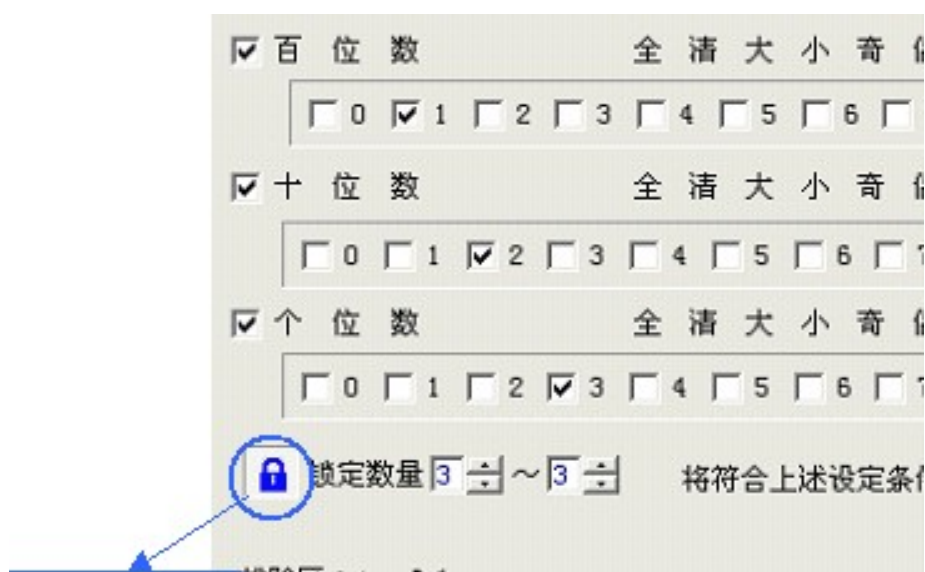 百位数 全清大小奇
0 1 2 3 4 5 6
十位数 全清大小奇
0 1 2 3 4 5 6
个位数 全清大小奇
0 1 2 3 4 5 6
锁定数量 3 ~ 3 将符合上述设定条